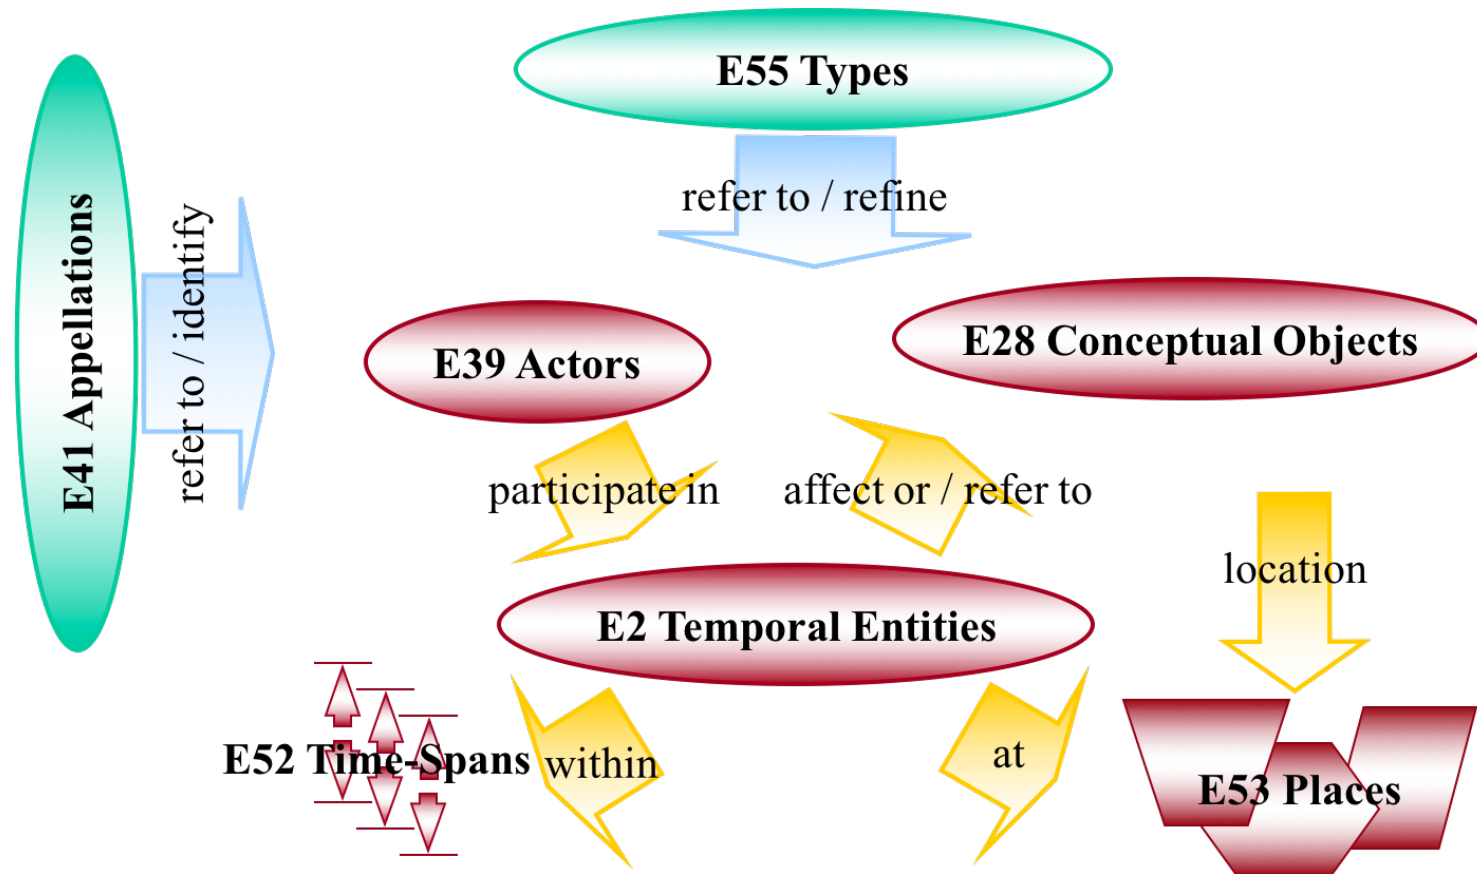 E55 Types
refer to / refine
E41 Appellations
refer to / identify
E39 Actors
E28 Conceptual Objects
participate in
affect or / refer to
location
E2 Temporal Entities
E52 Time-Spans
within
at
E53 Places